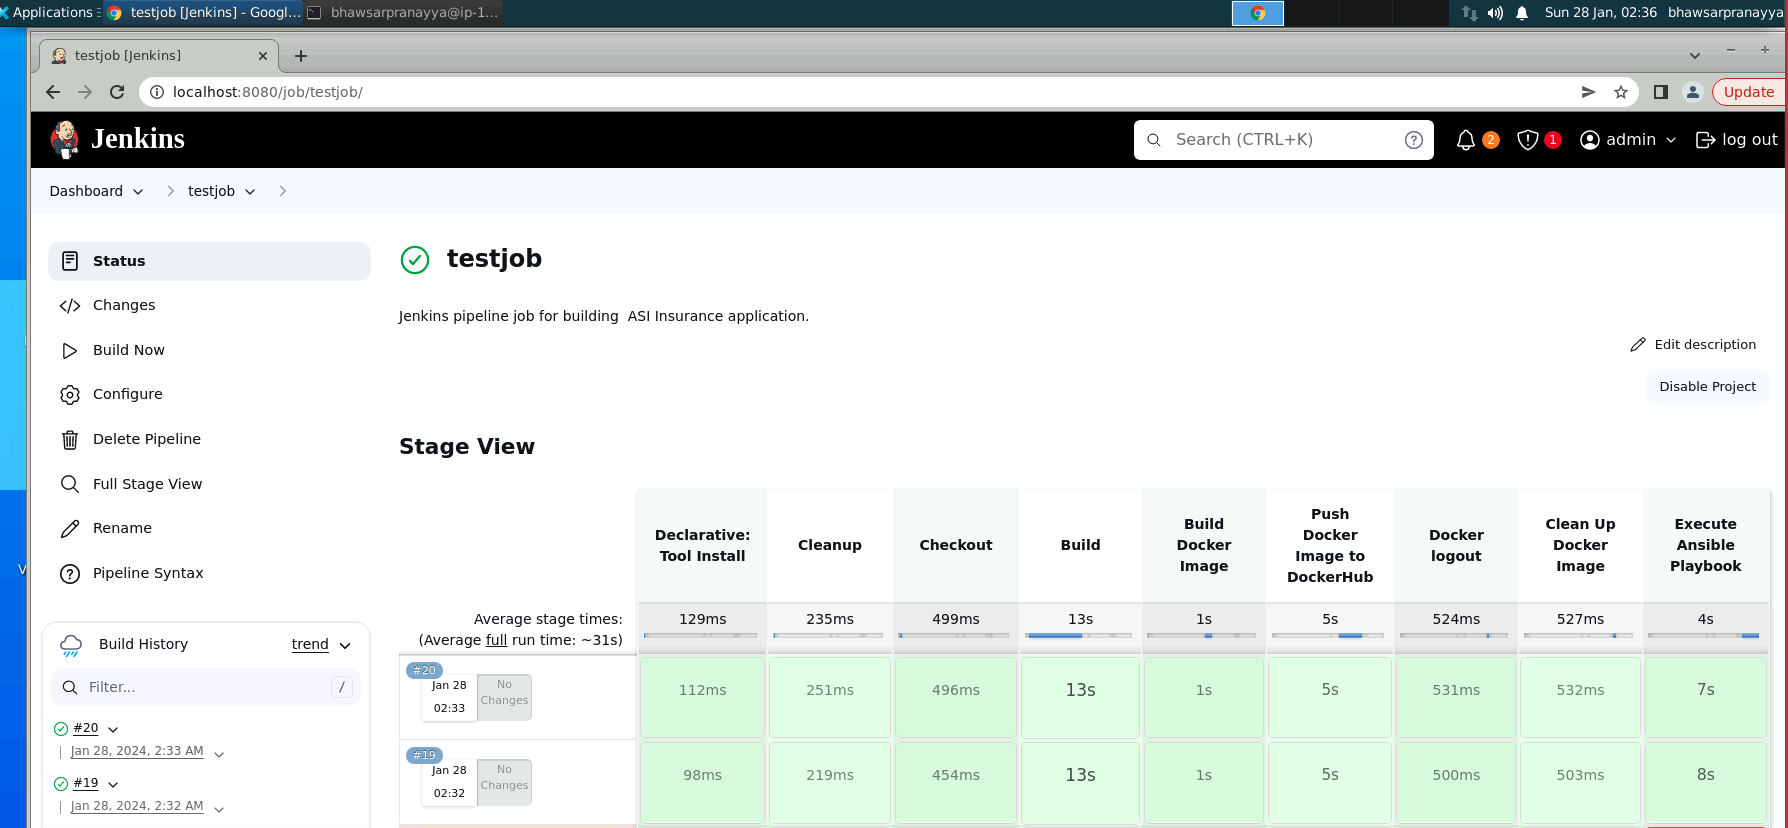 Applications
testjob [Jenkins] - Googl...
bhawsarpranayya@ip-1...
Sun 28 Jan, 02:36
bhawsarpranayya
testjob [Jenkins]
localhost:8080/job/testjob/
Update
Jenkins
Search (CTRL+K)
2
1
admin
log out
Dashboard
testjob
Status
Changes
Build Now
Configure
Delete Pipeline
Full Stage View
Rename
Pipeline Syntax
V
testjob
Jenkins pipeline job for building  ASI Insurance application.
Edit description
Disable Project
Stage View
Declarative:
Tool Install
Cleanup
Checkout
Build
Build
Docker
Image
Push
Docker
Image to
DockerHub
Docker
logout
Clean Up
Docker
Image
Execute
Ansible
Playbook
Average stage times:
(Average full run time: ~31s)
129ms
235ms
499ms
13s
1s
5s
524ms
527ms
4s
#20
Jan 28
02:33
No
Changes
112ms
251ms
496ms
13s
1s
5s
531ms
532ms
7s
#19
Jan 28
02:32
No
Changes
98ms
219ms
454ms
13s
1s
5s
500ms
503ms
8s
Build History
trend
Filter...
/
#20
Jan 28, 2024, 2:33 AM
#19
Jan 28, 2024, 2:32 AM